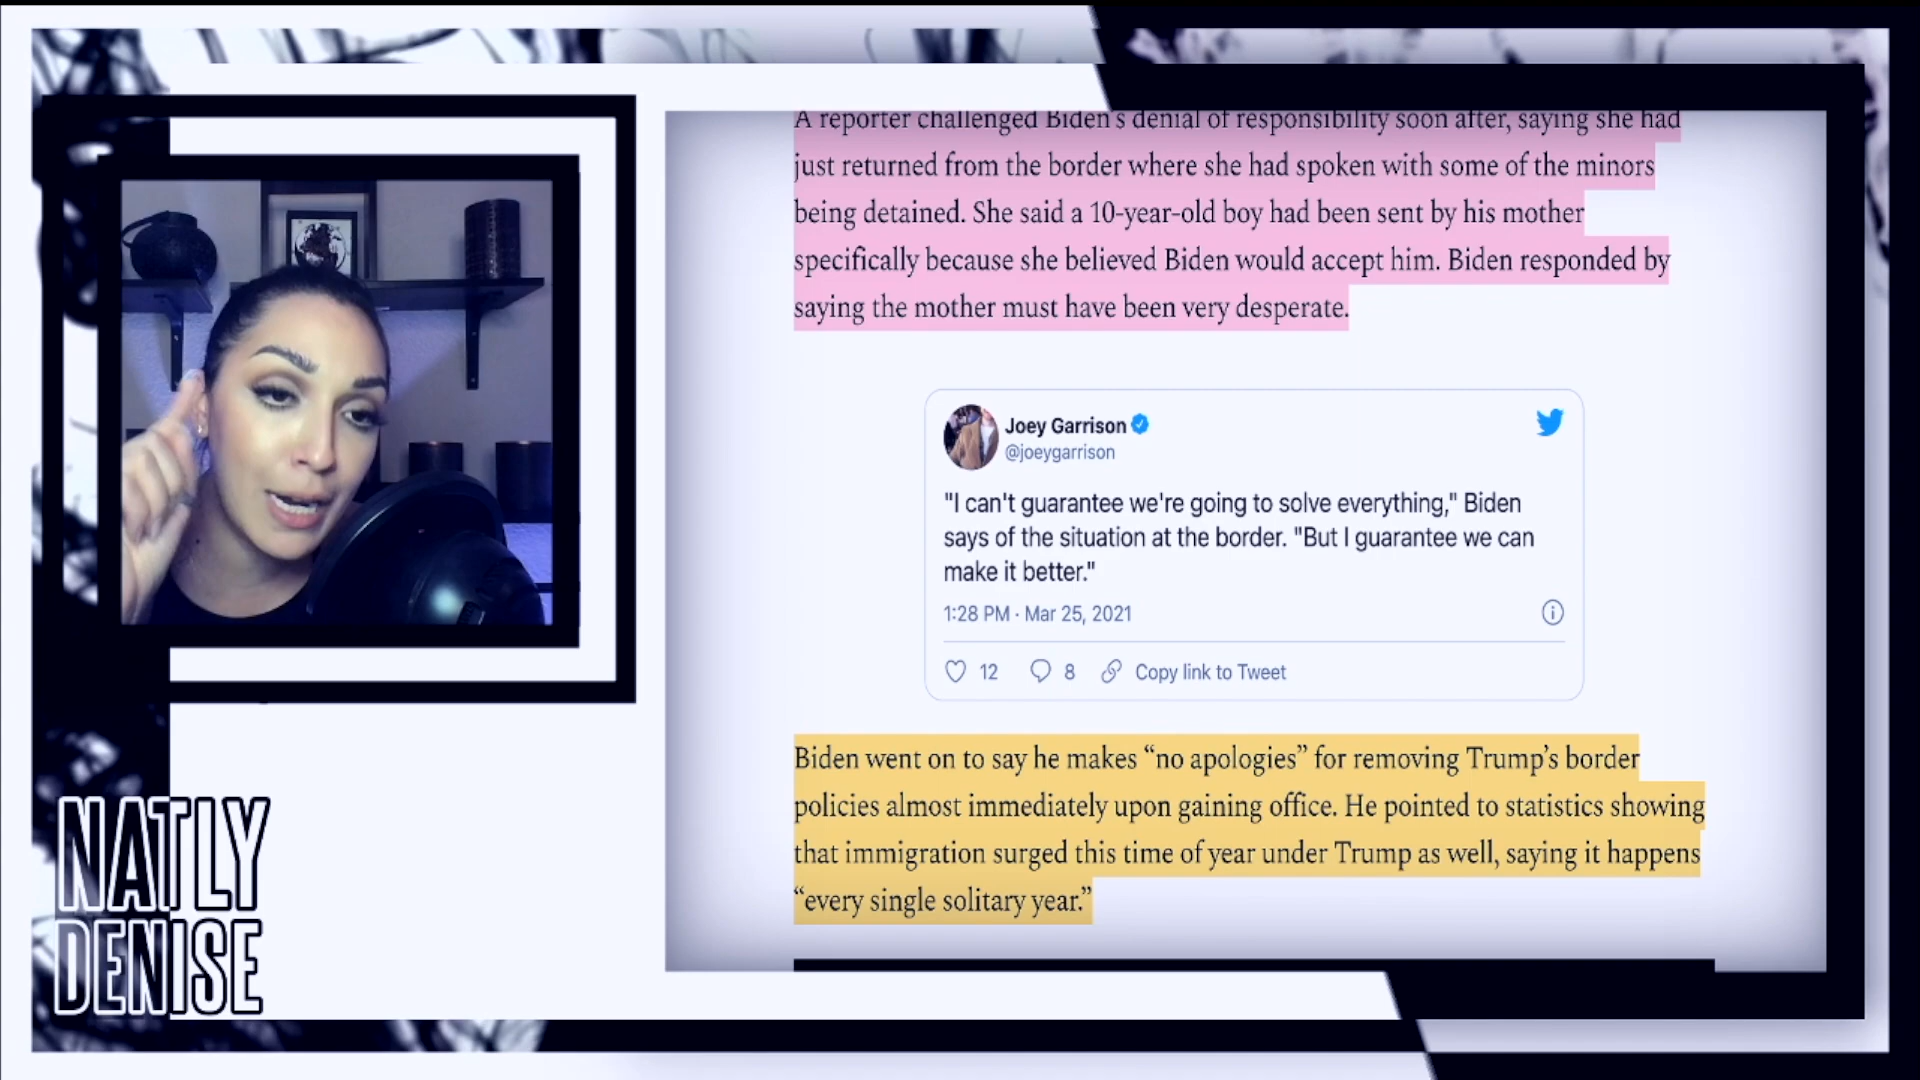 A reporter challenged Biden's denial of responsibility soon after, saying she had
just returned from the border where she had spoken with some of the minors
being detained. She said a 10-year-old boy had been sent by his mother
specifically because she believed Biden would accept him. Biden responded by
saying the mother must have been very desperate.
Joey Garrison
@joeygarrison
"I can't guarantee we're going to solve everything," Biden
says of the situation at the border. "But I guarantee we can
make it better."
1:28 PM · Mar 25, 2021
12 8 Copy link to Tweet
Biden went on to say he makes “no apologies” for removing Trump’s border
policies almost immediately upon gaining office. He pointed to statistics showing
that immigration surged this time of year under Trump as well, saying it happens
“every single solitary year.”
NATLY
DENISE